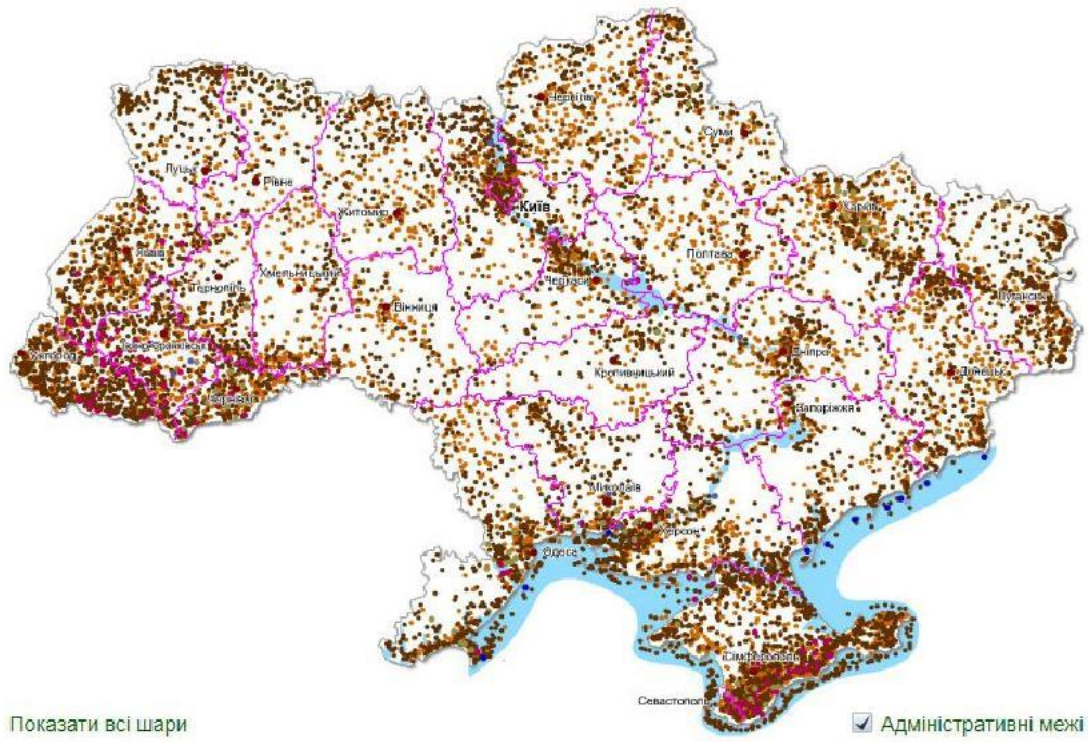 Чернігів
Суми
Луцьк
Рівне
Київ
Житомир
Харків
Львів
Полтава
Хмельницький
Тернопіль
Черкаси
Луганськ
Вінниця
Івано-Франківськ
Ужгород
Дніпро
Кропивницький
Донецьк
Чернівці
Запоріжжя
Миколаїв
Херсон
Одеса
Сімферополь
Севастополь
Показати всі шари
Адміністративні межі